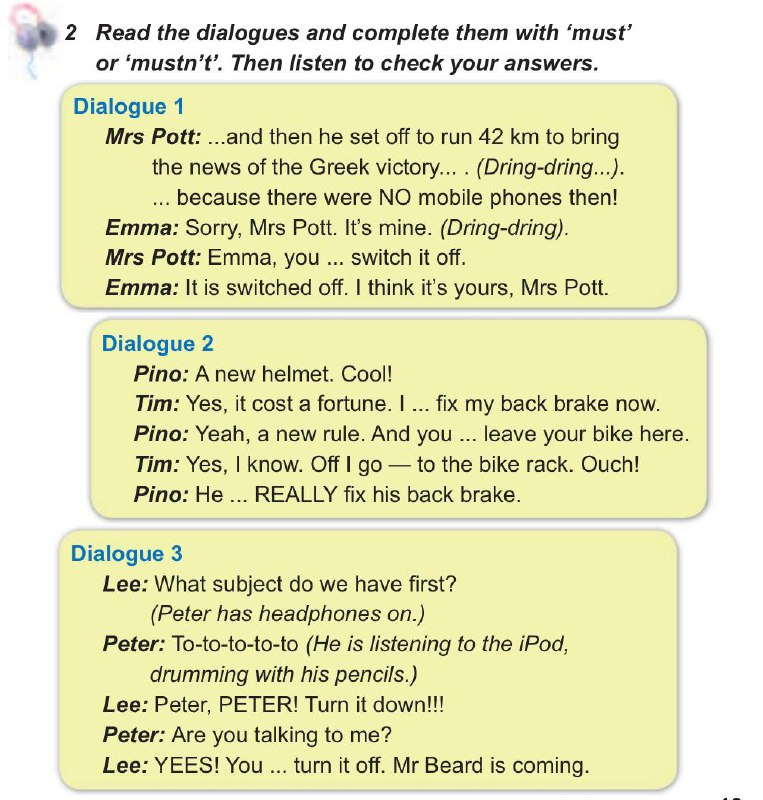 2 Read the dialogues and complete them with ‘must’
or ‘mustn’t’. Then listen to check your answers.
Dialogue 1
Mrs Pott: ...and then he set off to run 42 km to bring
the news of the Greek victory... . (Dring-dring...).
... because there were NO mobile phones then!
Emma: Sorry, Mrs Pott. It’s mine. (Dring-dring).
Mrs Pott: Emma, you ... switch it off.
Emma: It is switched off. I think it’s yours, Mrs Pott.
Dialogue 2
Pino: A new helmet. Cool!
Tim: Yes, it cost a fortune. I ... fix my back brake now.
Pino: Yeah, a new rule. And you ... leave your bike here.
Tim: Yes, I know. Off I go — to the bike rack. Ouch!
Pino: He ... REALLY fix his back brake.
Dialogue 3
Lee: What subject do we have first?
(Peter has headphones on.)
Peter: To-to-to-to-to (He is listening to the iPod,
drumming with his pencils.)
Lee: Peter, PETER! Turn it down!!!
Peter: Are you talking to me?
Lee: YEES! You ... turn it off. Mr Beard is coming.